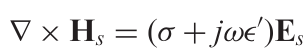 ∇ × H_s = (σ + jωϵ′)E_s